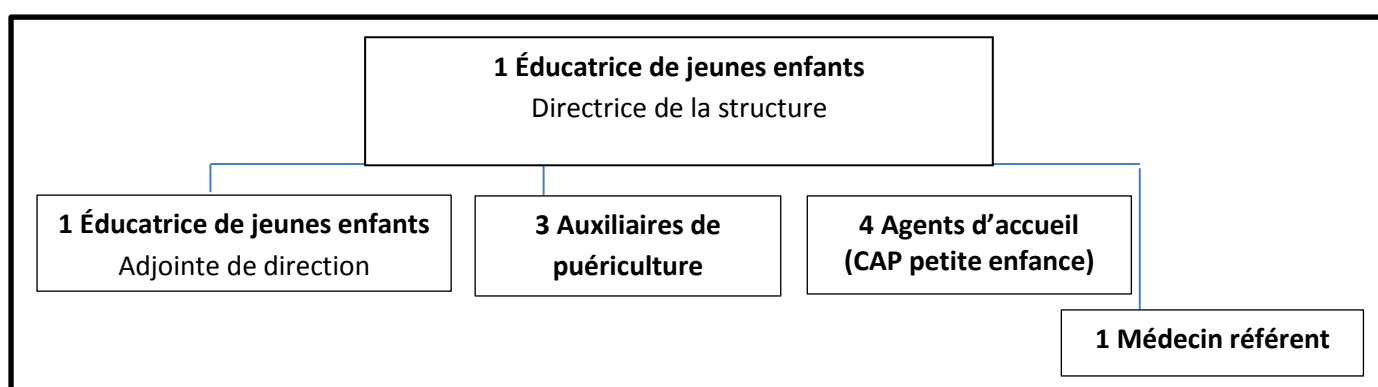 1 Éducatrice de jeunes enfants
Directrice de la structure
1 Éducatrice de jeunes enfants
Adjointe de direction
3 Auxiliaires de
puériculture
4 Agents d’accueil
(CAP petite enfance)
1 Médecin référent